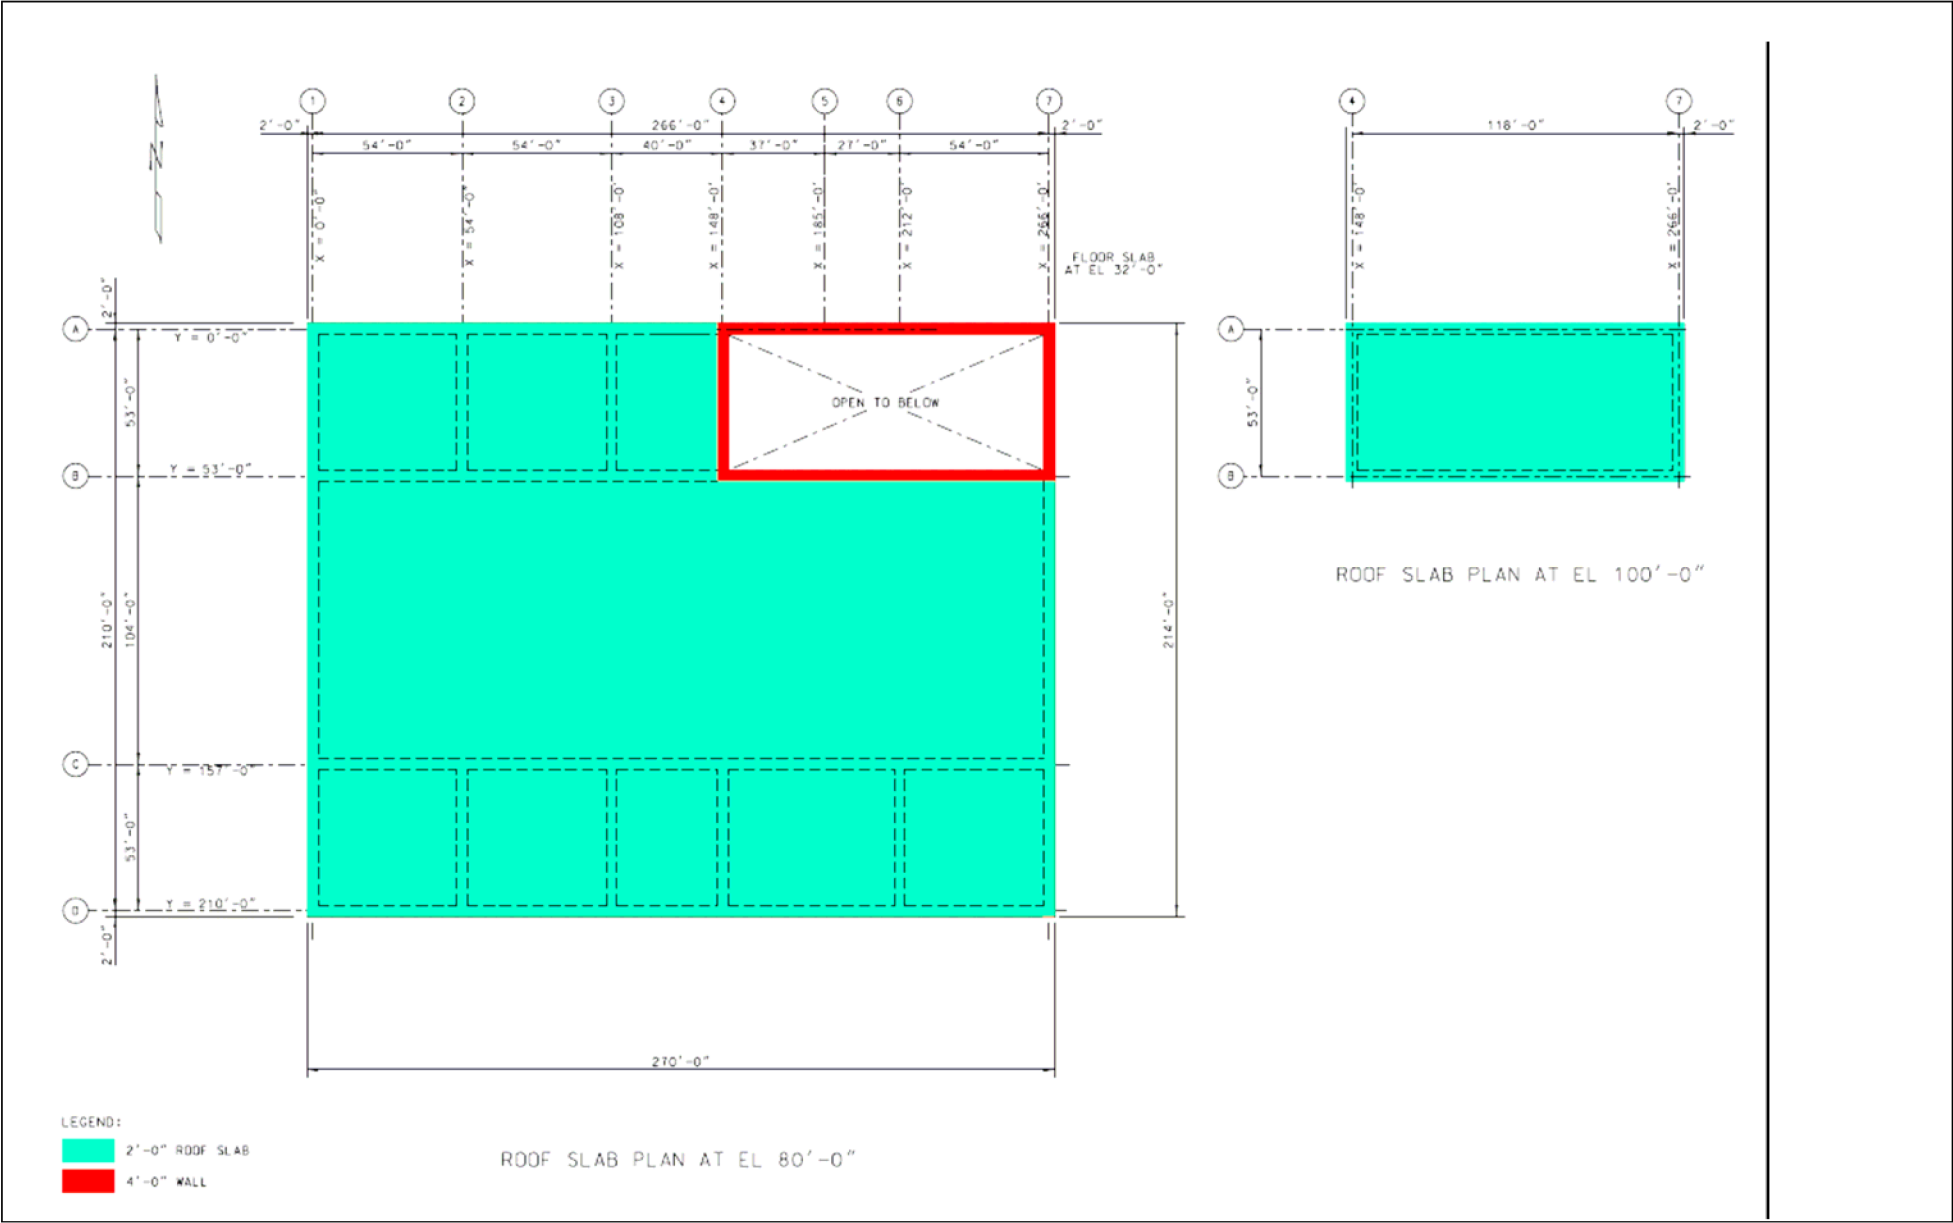 N
1 2 3 4 5 6 7
2'-0" 266'-0" 2'-0"
54'-0" 54'-0" 40'-0" 37'-0" 27'-0" 54'-0"
X = 0'-0"
X = 54'-0"
X = 108'-0"
X = 148'-0"
X = 185'-0"
X = 212'-0"
X = 266'-0"
FLOOR SLAB
AT EL 32'-0"
2'-0"
A
Y = 0'-0"
53'-0"
OPEN TO BELOW
B
Y = 53'-0"
210'-0"
104'-0"
214'-0"
C
Y = 157'-0"
53'-0"
D
Y = 210'-0"
2'-0"
270'-0"
4 7
118'-0" 2'-0"
X = 148'-0"
X = 266'-0"
A
53'-0"
B
ROOF SLAB PLAN AT EL 100'-0"
LEGEND:
2'-0" ROOF SLAB
4'-0" WALL
ROOF SLAB PLAN AT EL 80'-0"